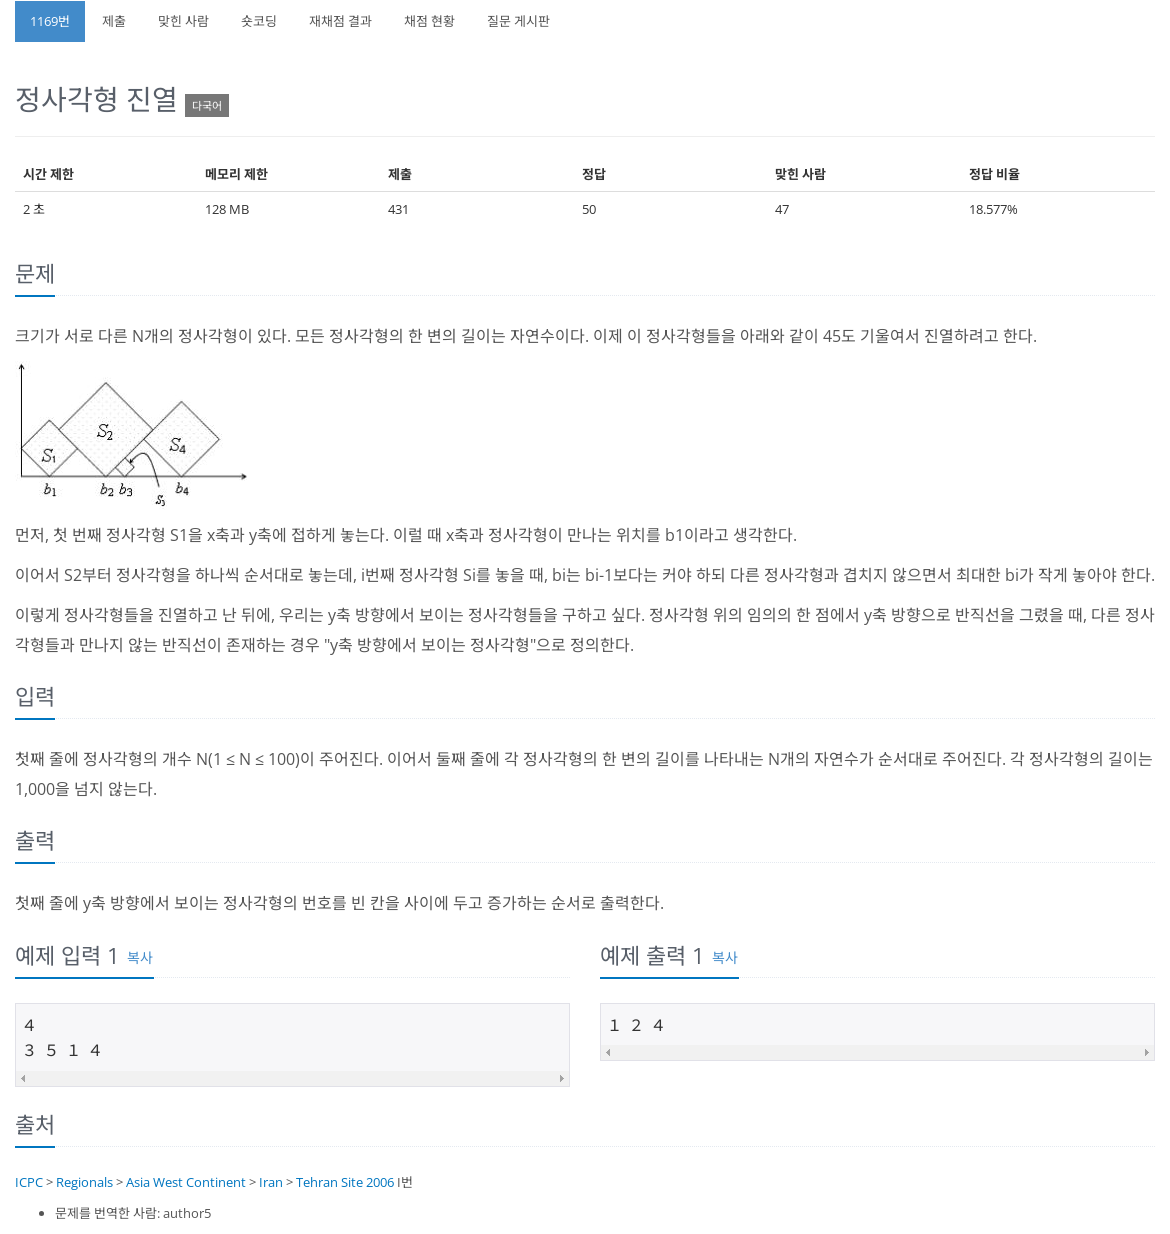 1169번 제출 맞힌 사람 숏코딩 재채점 결과 채점 현황 질문 게시판
정사각형 진열 다국어
시간 제한 메모리 제한 제출 정답 맞힌 사람 정답 비율
2 초 128 MB 431 50 47 18.577%
문제
크기가 서로 다른 N개의 정사각형이 있다. 모든 정사각형의 한 변의 길이는 자연수이다. 이제 이 정사각형들을 아래와 같이 45도 기울여서 진열하려고 한다.
S1 S2 S4
b1 b2 b3 b4
S3
먼저, 첫 번째 정사각형 S1을 x축과 y축에 접하게 놓는다. 이럴 때 x축과 정사각형이 만나는 위치를 b1이라고 생각한다.
이어서 S2부터 정사각형을 하나씩 순서대로 놓는데, i번째 정사각형 Si를 놓을 때, bi는 bi-1보다는 커야 하되 다른 정사각형과 겹치지 않으면서 최대한 bi가 작게 놓아야 한다.
이렇게 정사각형들을 진열하고 난 뒤에, 우리는 y축 방향에서 보이는 정사각형들을 구하고 싶다. 정사각형 위의 임의의 한 점에서 y축 방향으로 반직선을 그렸을 때, 다른 정사
각형들과 만나지 않는 반직선이 존재하는 경우 "y축 방향에서 보이는 정사각형"으로 정의한다.
입력
첫째 줄에 정사각형의 개수 N(1 ≤ N ≤ 100)이 주어진다. 이어서 둘째 줄에 각 정사각형의 한 변의 길이를 나타내는 N개의 자연수가 순서대로 주어진다. 각 정사각형의 길이는
1,000을 넘지 않는다.
출력
첫째 줄에 y축 방향에서 보이는 정사각형의 번호를 빈 칸을 사이에 두고 증가하는 순서로 출력한다.
예제 입력 1 복사
4
3 5 1 4
예제 출력 1 복사
1 2 4
출처
ICPC > Regionals > Asia West Continent > Iran > Tehran Site 2006 I번
문제를 번역한 사람: author5